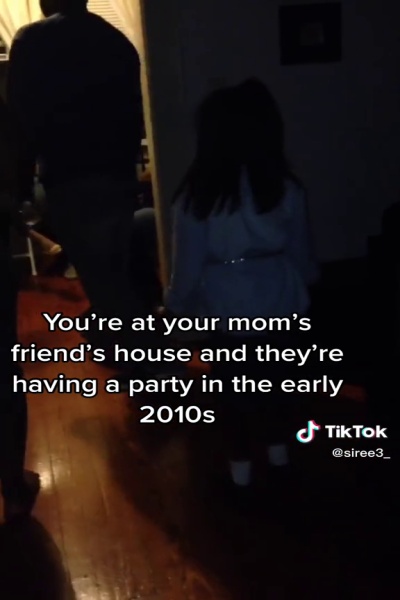 You're at your mom's
friend's house and they're
having a party in the early
2010s
TikTok
@siree3_